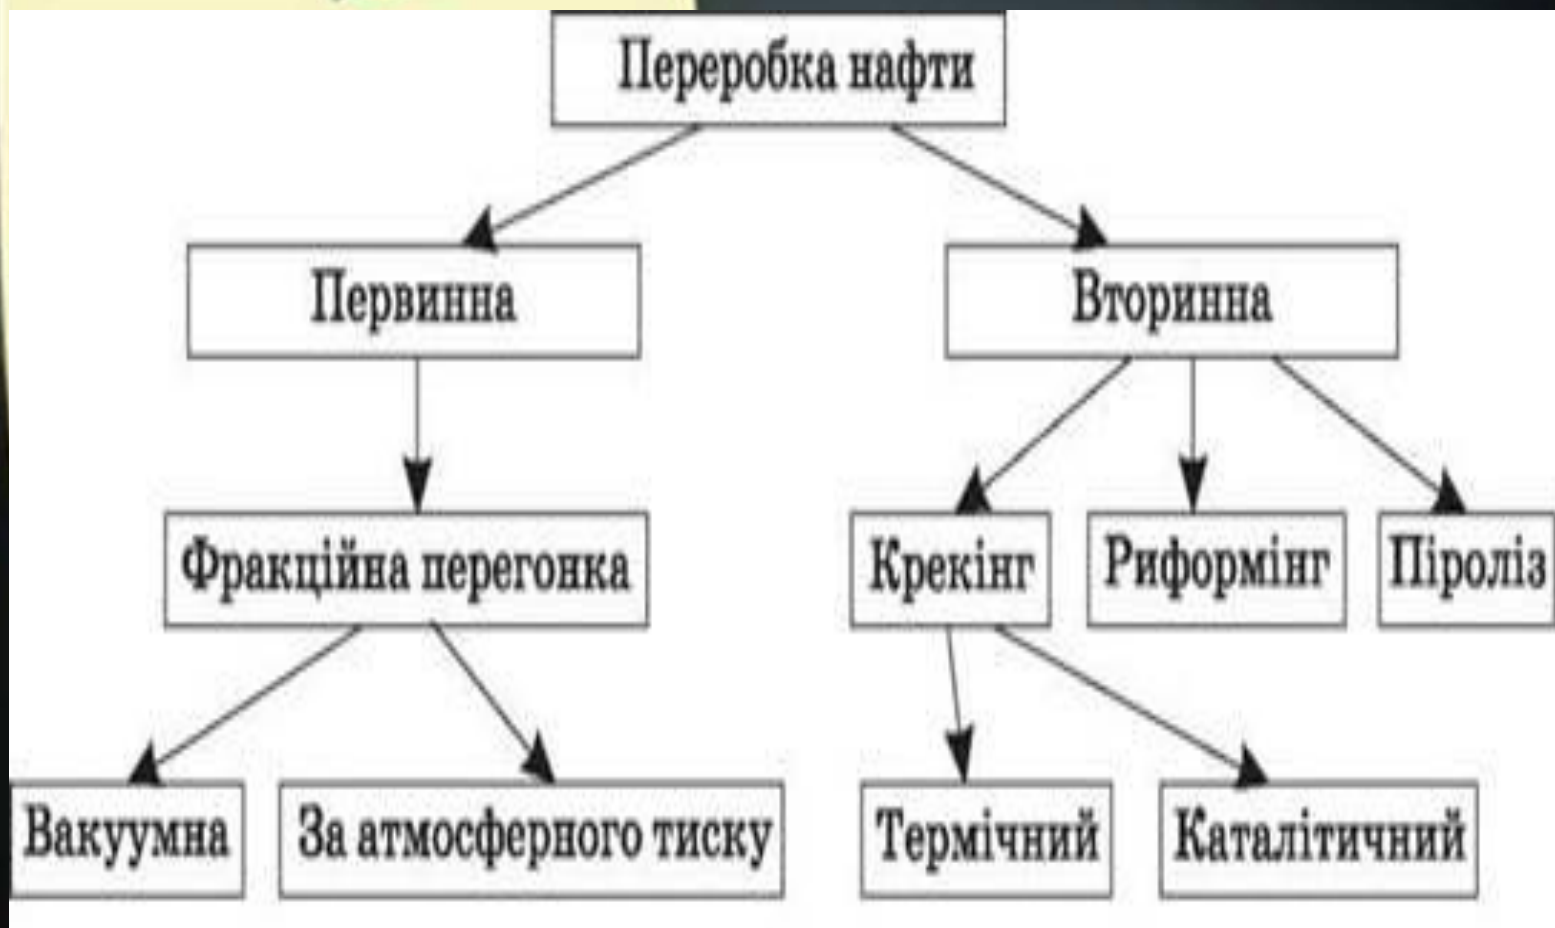 Переробка нафти
Первинна
Вторинна
Фракційна перегонка
Крекінг
Риформінг
Піроліз
Вакуумна
За атмосферного тиску
Термічний
Каталітичний